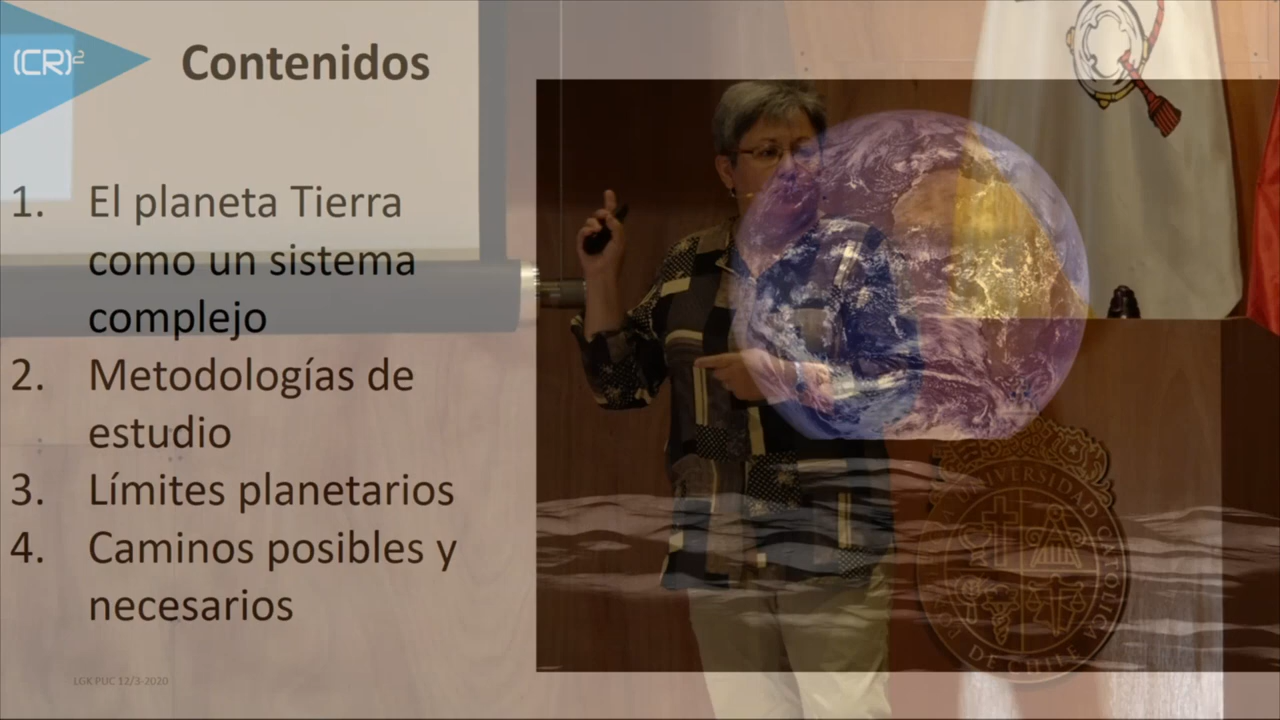 (CR)²
Contenidos
1. El planeta Tierra
como un sistema
complejo
2. Metodologías de
estudio
3. Límites planetarios
4. Caminos posibles y
necesarios
LGK PUC 12/3-2020
UNIVERSIDAD CATOLICA
DE CHILE